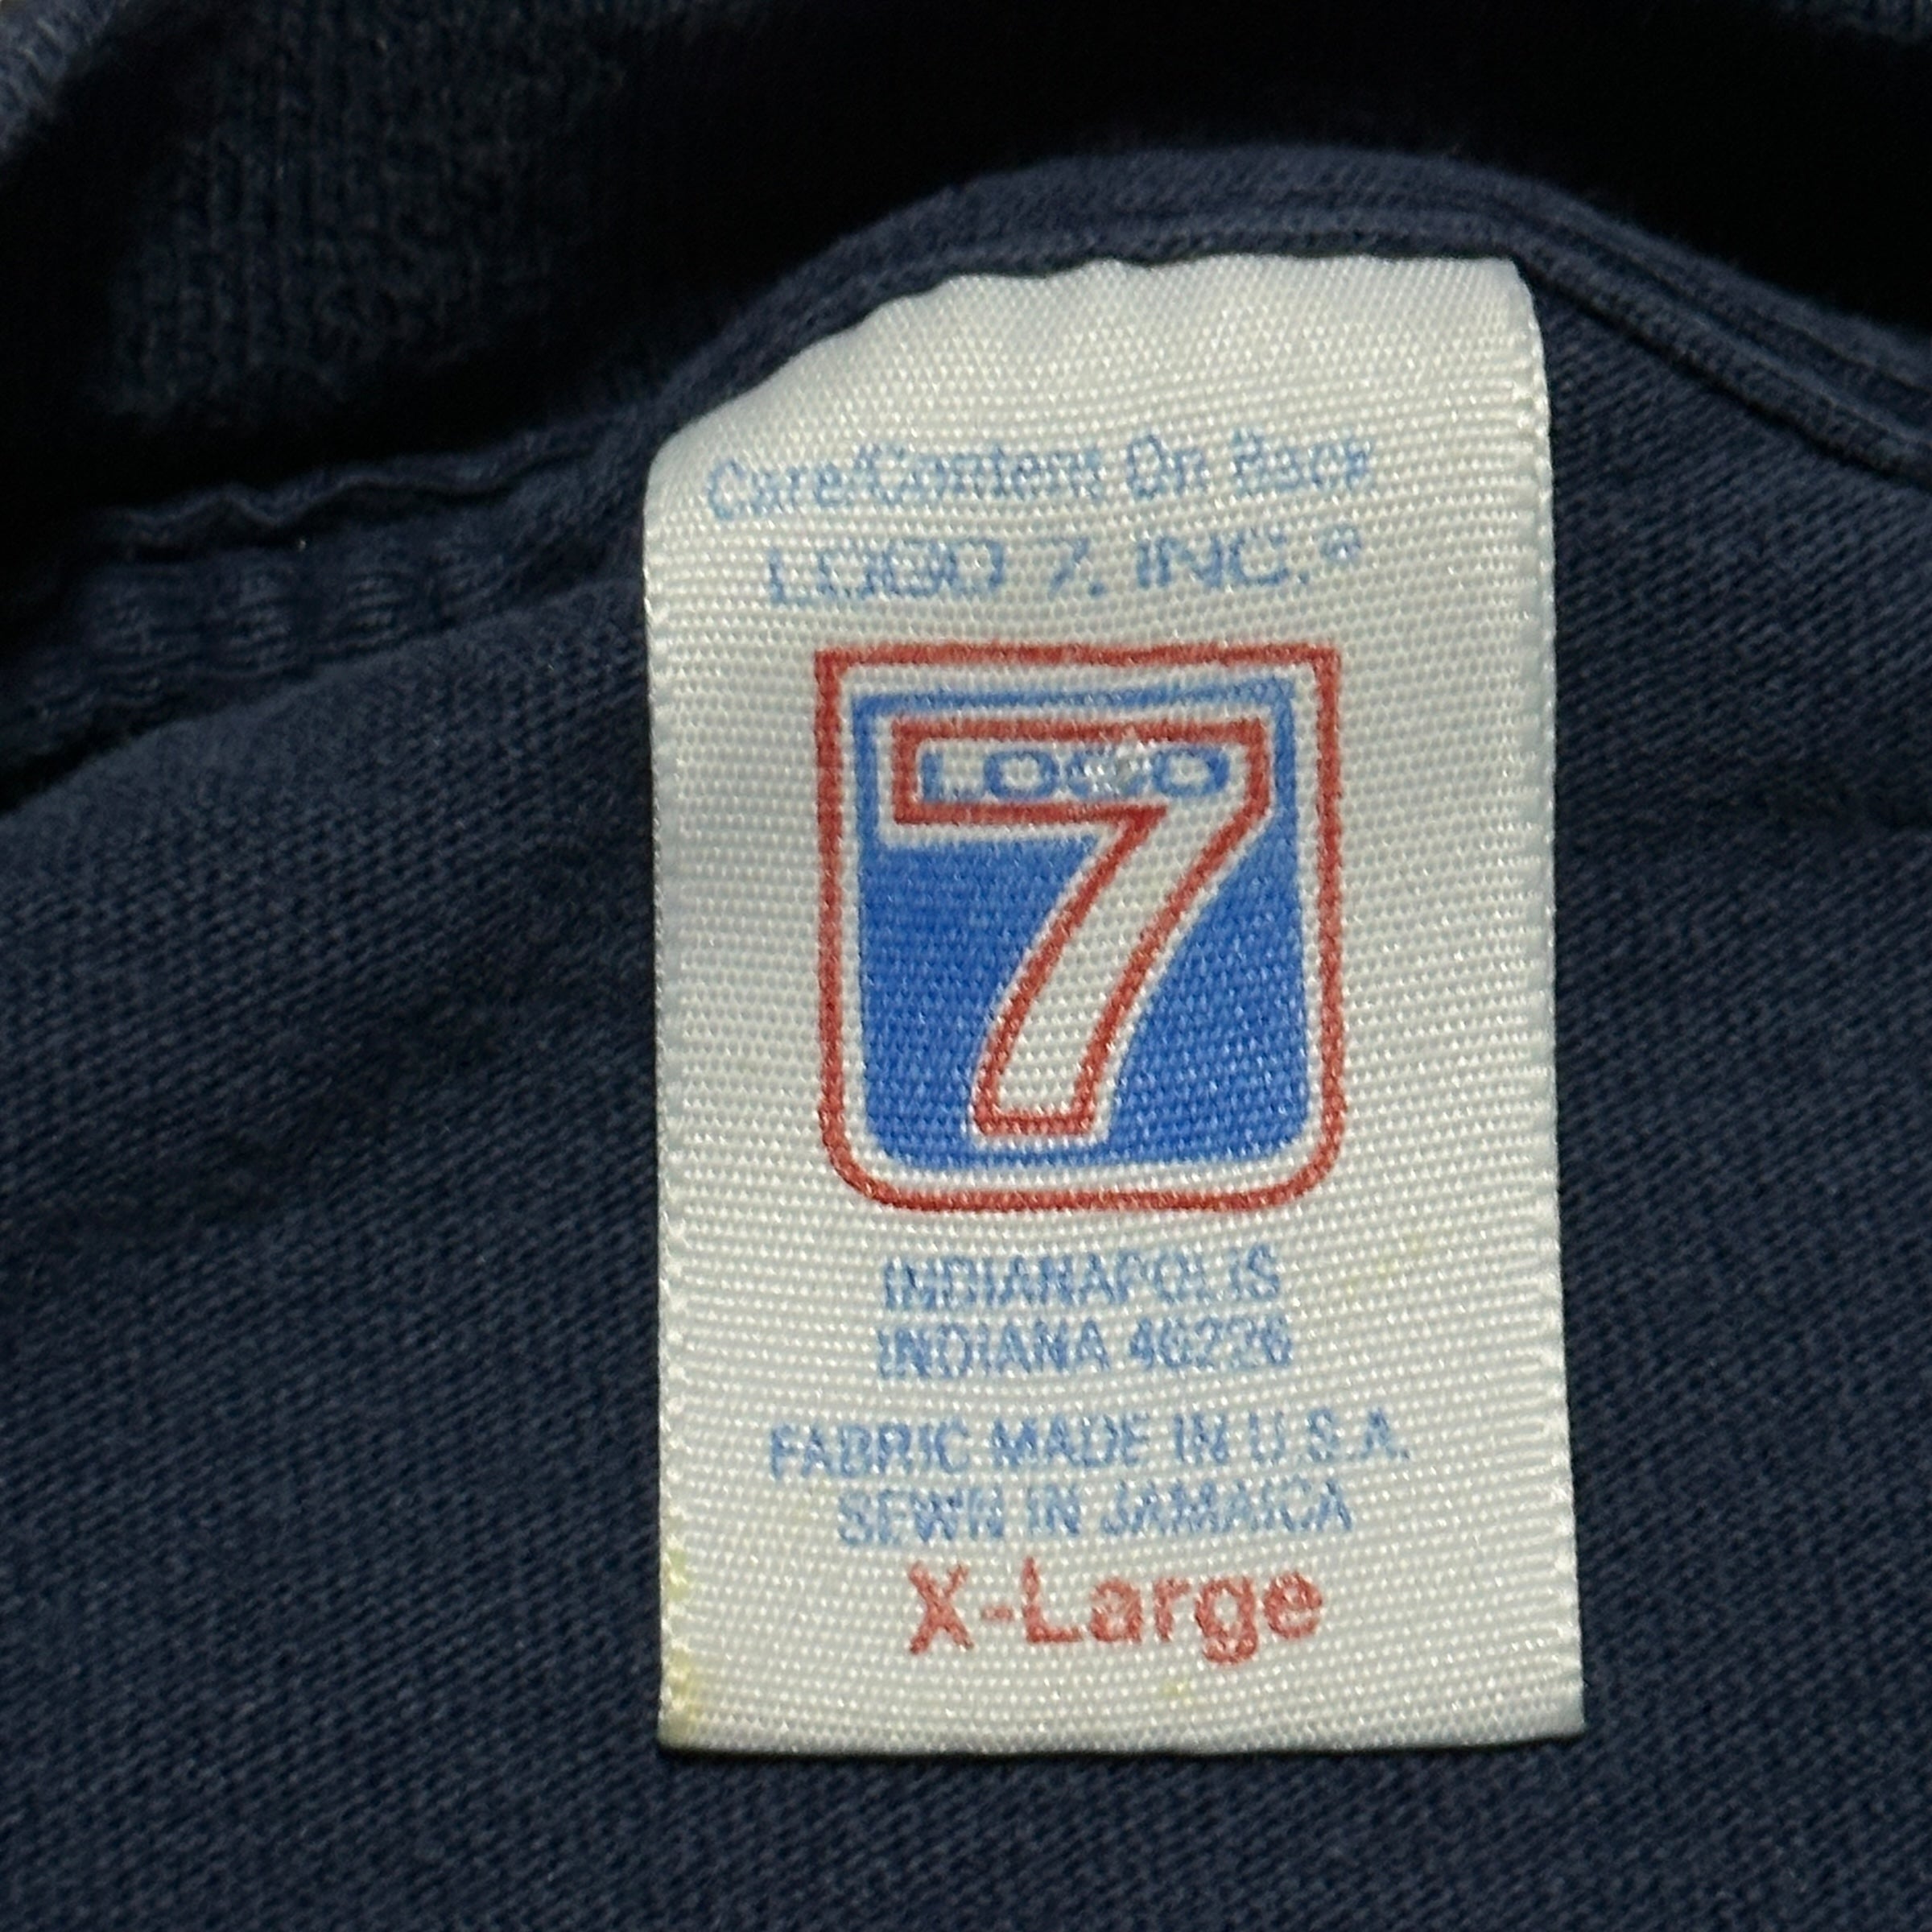 Care/Content On Back
LOGO 7, INC.®
LOGO
7
INDIANAPOLIS
INDIANA 46226
FABRIC MADE IN U.S.A.
SEWN IN JAMAICA
X-Large